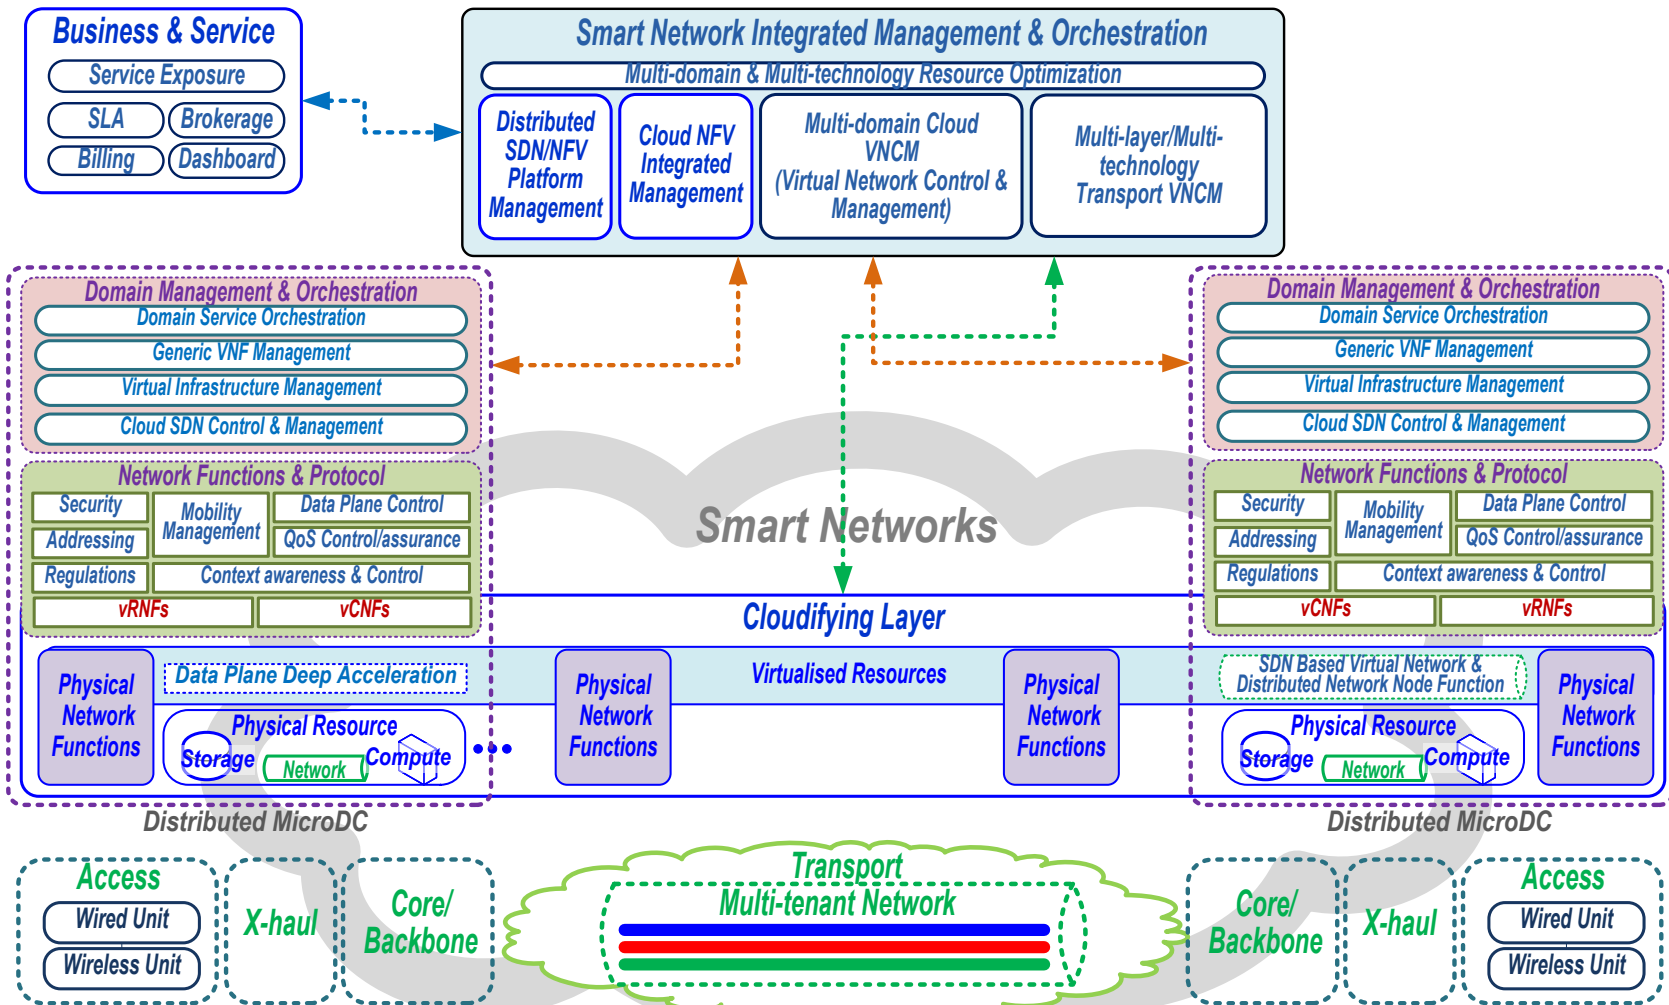 Business & Service
Service Exposure
SLA
Brokerage
Billing
Dashboard
Smart Network Integrated Management & Orchestration
Multi-domain & Multi-technology Resource Optimization
Distributed
SDN/NFV
Platform
Management
Cloud NFV
Integrated
Management
Multi-domain Cloud
VNCM
(Virtual Network Control &
Management)
Multi-layer/Multi-
technology
Transport VNCM
Domain Management & Orchestration
Domain Service Orchestration
Generic VNF Management
Virtual Infrastructure Management
Cloud SDN Control & Management
Network Functions & Protocol
Security
Mobility
Management
Data Plane Control
Addressing
QoS Control/assurance
Regulations
Context awareness & Control
vRNFs
vCNFs
Domain Management & Orchestration
Domain Service Orchestration
Generic VNF Management
Virtual Infrastructure Management
Cloud SDN Control & Management
Network Functions & Protocol
Security
Mobility
Management
Data Plane Control
Addressing
QoS Control/assurance
Regulations
Context awareness & Control
vCNFs
vRNFs
Smart Networks
Cloudifying Layer
Physical
Network
Functions
Data Plane Deep Acceleration
Physical Resource
Storage
Network
Compute
Physical
Network
Functions
Virtualised Resources
Physical
Network
Functions
SDN Based Virtual Network &
Distributed Network Node Function
Physical Resource
Storage
Network
Compute
Physical
Network
Functions
Distributed MicroDC
Distributed MicroDC
Access
Wired Unit
Wireless Unit
X-haul
Core/
Backbone
Transport
Multi-tenant Network
Core/
Backbone
X-haul
Access
Wired Unit
Wireless Unit